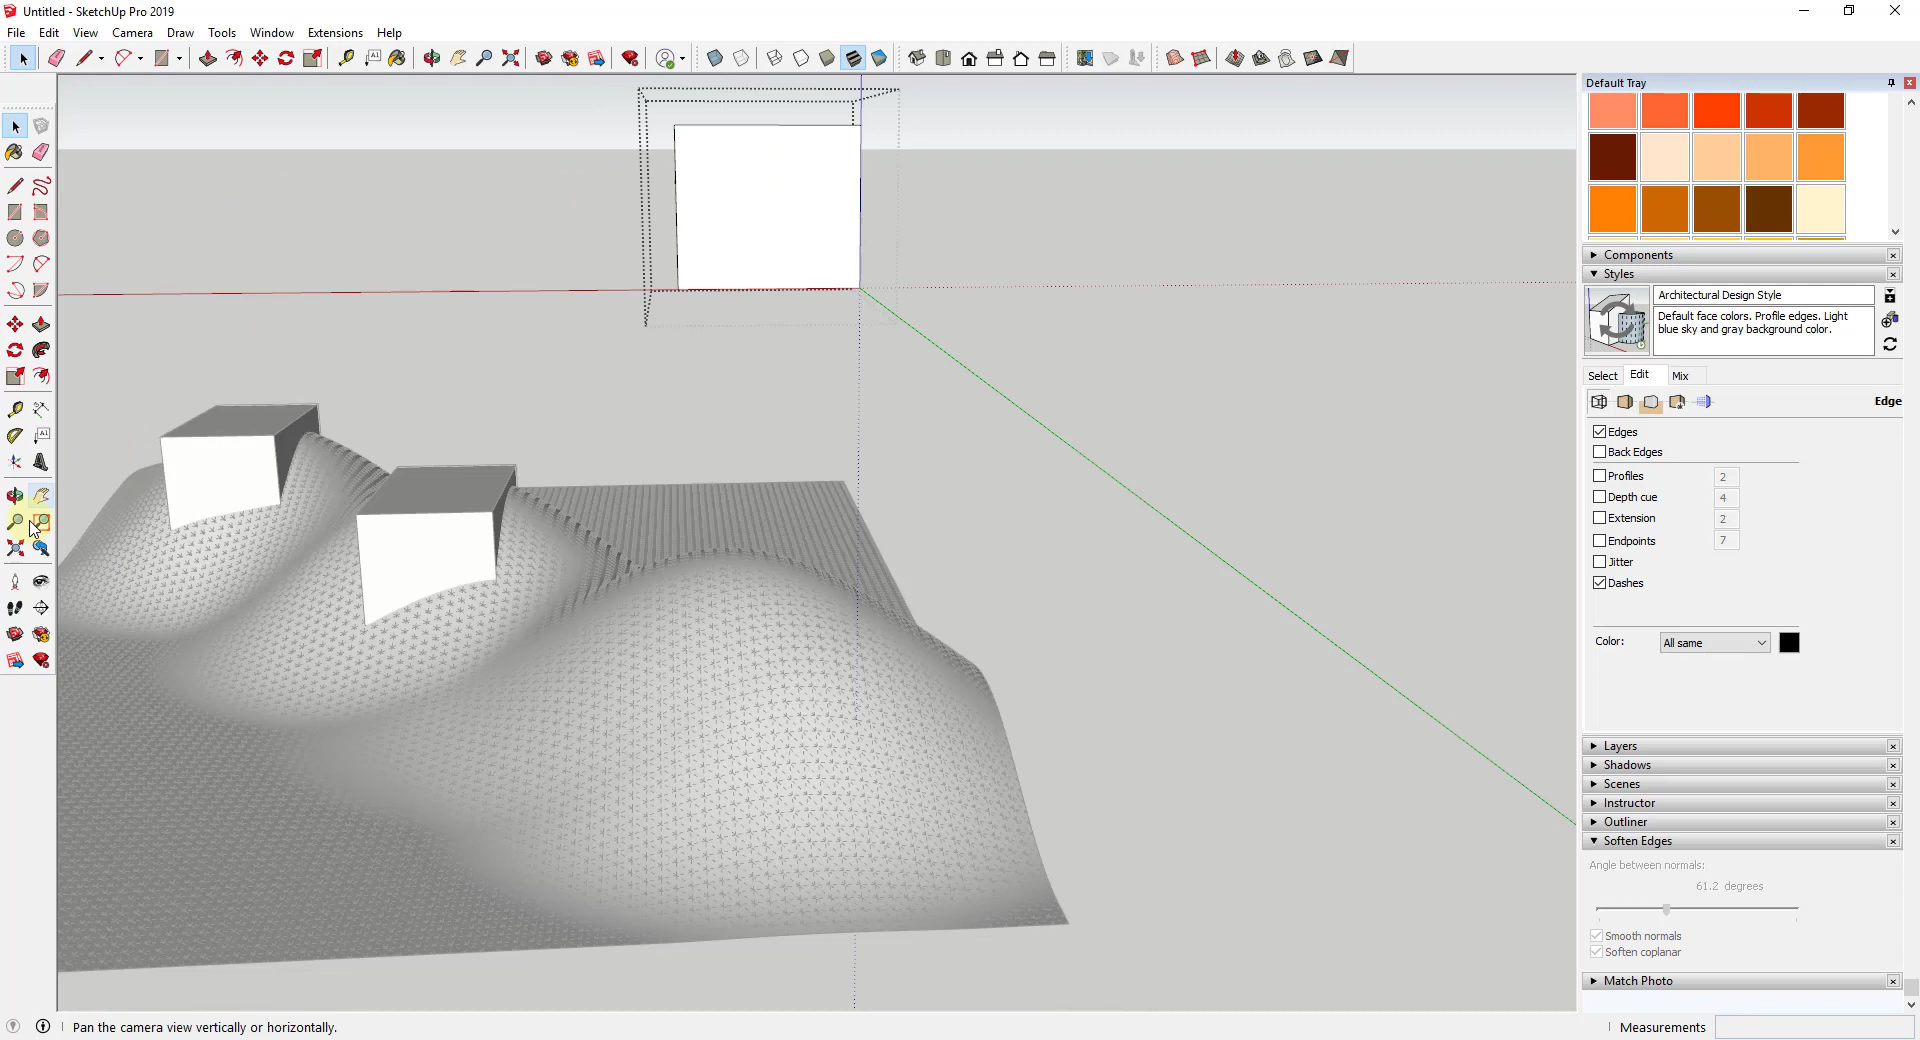 Untitled - SketchUp Pro 2019
File Edit View Camera Draw Tools Window Extensions Help
A1
Default Tray
Components
Styles
Architectural Design Style
Default face colors. Profile edges. Light
blue sky and gray background color.
Select Edit Mix
Edge
Edges
Back Edges
Profiles 2
Depth cue 4
Extension 2
Endpoints 7
Jitter
Dashes
Color: All same
Layers
Shadows
Scenes
Instructor
Outliner
Soften Edges
Angle between normals:
61.2 degrees
Smooth normals
Soften coplanar
Match Photo
A1
Pan the camera view vertically or horizontally.
Measurements